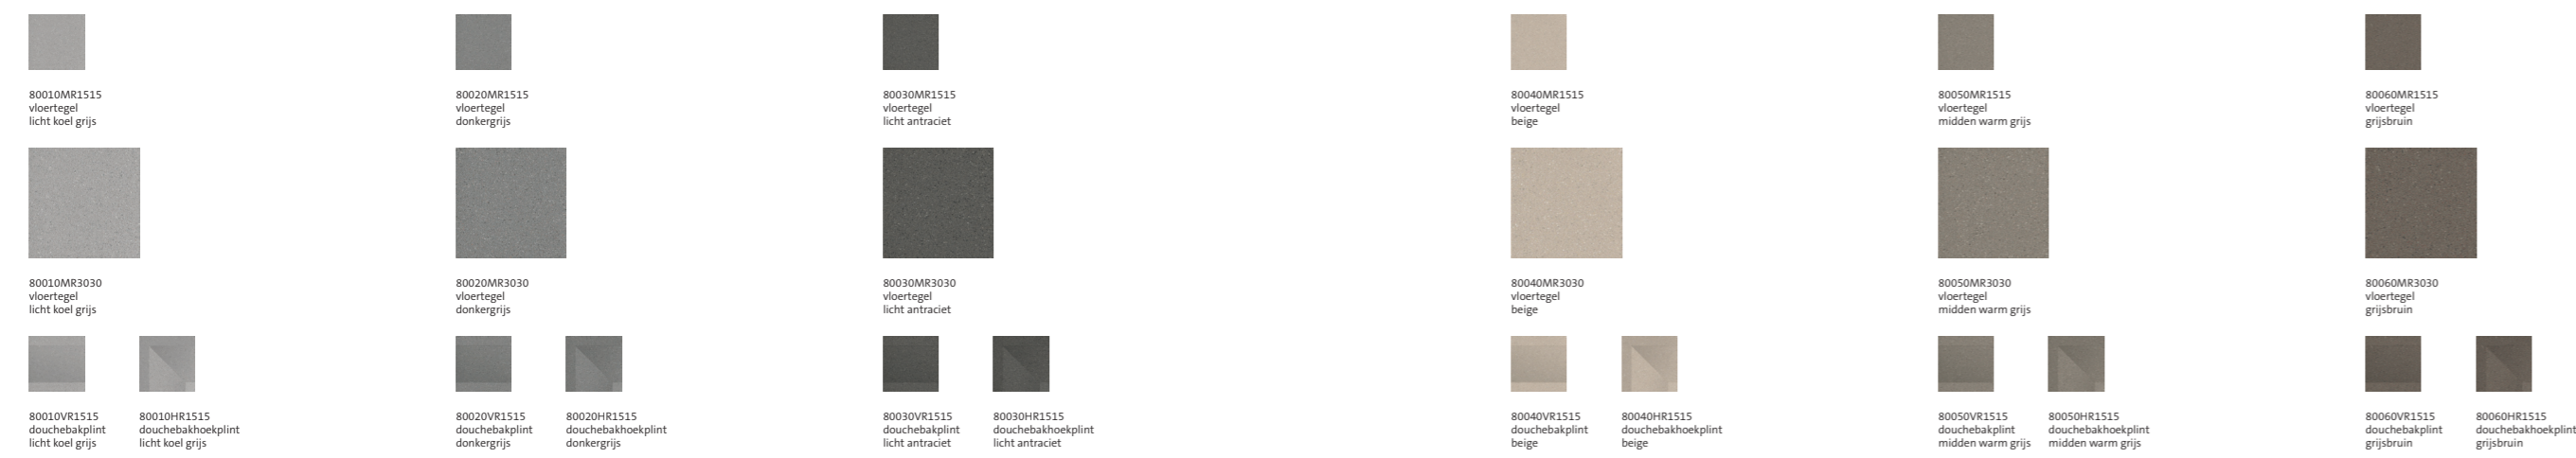 80010MR1515
vloertegel
licht koel grijs
80020MR1515
vloertegel
donkergrijs
80030MR1515
vloertegel
licht antraciet
80040MR1515
vloertegel
beige
80050MR1515
vloertegel
midden warm grijs
80060MR1515
vloertegel
grijsbruin
80010MR3030
vloertegel
licht koel grijs
80020MR3030
vloertegel
donkergrijs
80030MR3030
vloertegel
licht antraciet
80040MR3030
vloertegel
beige
80050MR3030
vloertegel
midden warm grijs
80060MR3030
vloertegel
grijsbruin
80010VR1515
douchebakplint
licht koel grijs
80010HR1515
douchebakhoekplint
licht koel grijs
80020VR1515
douchebakplint
donkergrijs
80020HR1515
douchebakhoekplint
donkergrijs
80030VR1515
douchebakplint
licht antraciet
80030HR1515
douchebakhoekplint
licht antraciet
80040VR1515
douchebakplint
beige
80040HR1515
douchebakhoekplint
beige
80050VR1515
douchebakplint
midden warm grijs
80050HR1515
douchebakhoekplint
midden warm grijs
80060VR1515
douchebakplint
grijsbruin
80060HR1515
douchebakhoekplint
grijsbruin